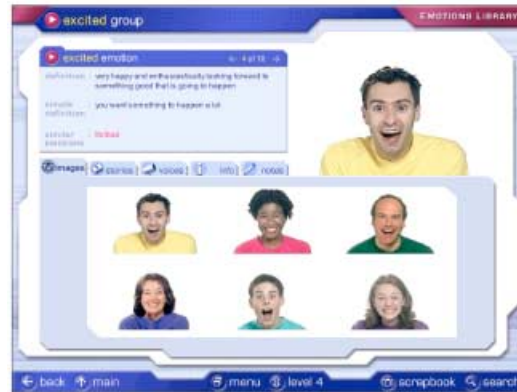 excited group
EMOTIONS LIBRARY
excited emotion
4 of 18
definition : very happy and enthusiastically looking forward to
something good that is going to happen
simple
definition : you want something to happen a lot
similar
emotions
images
stories
voices
info
notes
back
main
menu
level 4
scrapbook
search